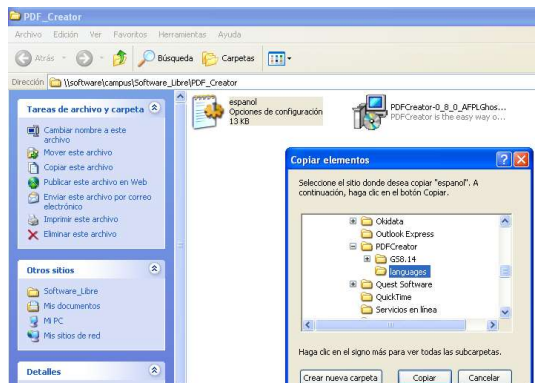 PDF_Creator
Archivo Edición Ver Favoritos Herramientas Ayuda
Atrás Búsqueda Carpetas
Dirección \\software\campus\Software_Libre\PDF_Creator
Tareas de archivo y carpeta
Cambiar nombre a este
archivo
Mover este archivo
Copiar este archivo
Publicar este archivo en Web
Enviar este archivo por correo
electrónico
Imprimir este archivo
Eliminar este archivo
Otros sitios
Software_Libre
Mis documentos
Mi PC
Mis sitios de red
Detalles
espanol
Opciones de configuración
13 KB
PDFCreator-0_8_0_AFPLGhos...
PDFCreator is the easy way o...
Copiar elementos
Seleccione el sitio donde desea copiar "espanol". A
continuación, haga clic en el botón Copiar.
Okidata
Outlook Express
PDFCreator
GS8.14
languages
Quest Software
QuickTime
Servicios en línea
Haga clic en el signo más para ver todas las subcarpetas.
Crear nueva carpeta Copiar Cancelar